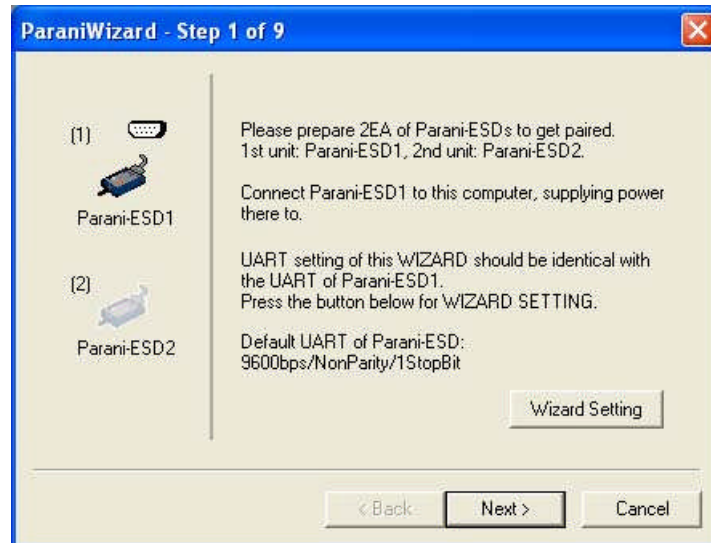 ParaniWizard - Step 1 of 9
(1)
Parani-ESD1
(2)
Parani-ESD2
Please prepare 2EA of Parani-ESDs to get paired.
1st unit: Parani-ESD1, 2nd unit: Parani-ESD2.
Connect Parani-ESD1 to this computer, supplying power
there to.
UART setting of this WIZARD should be identical with
the UART of Parani-ESD1.
Press the button below for WIZARD SETTING.
Default UART of Parani-ESD:
9600bps/NonParity/1StopBit
Wizard Setting
< Back
Next >
Cancel